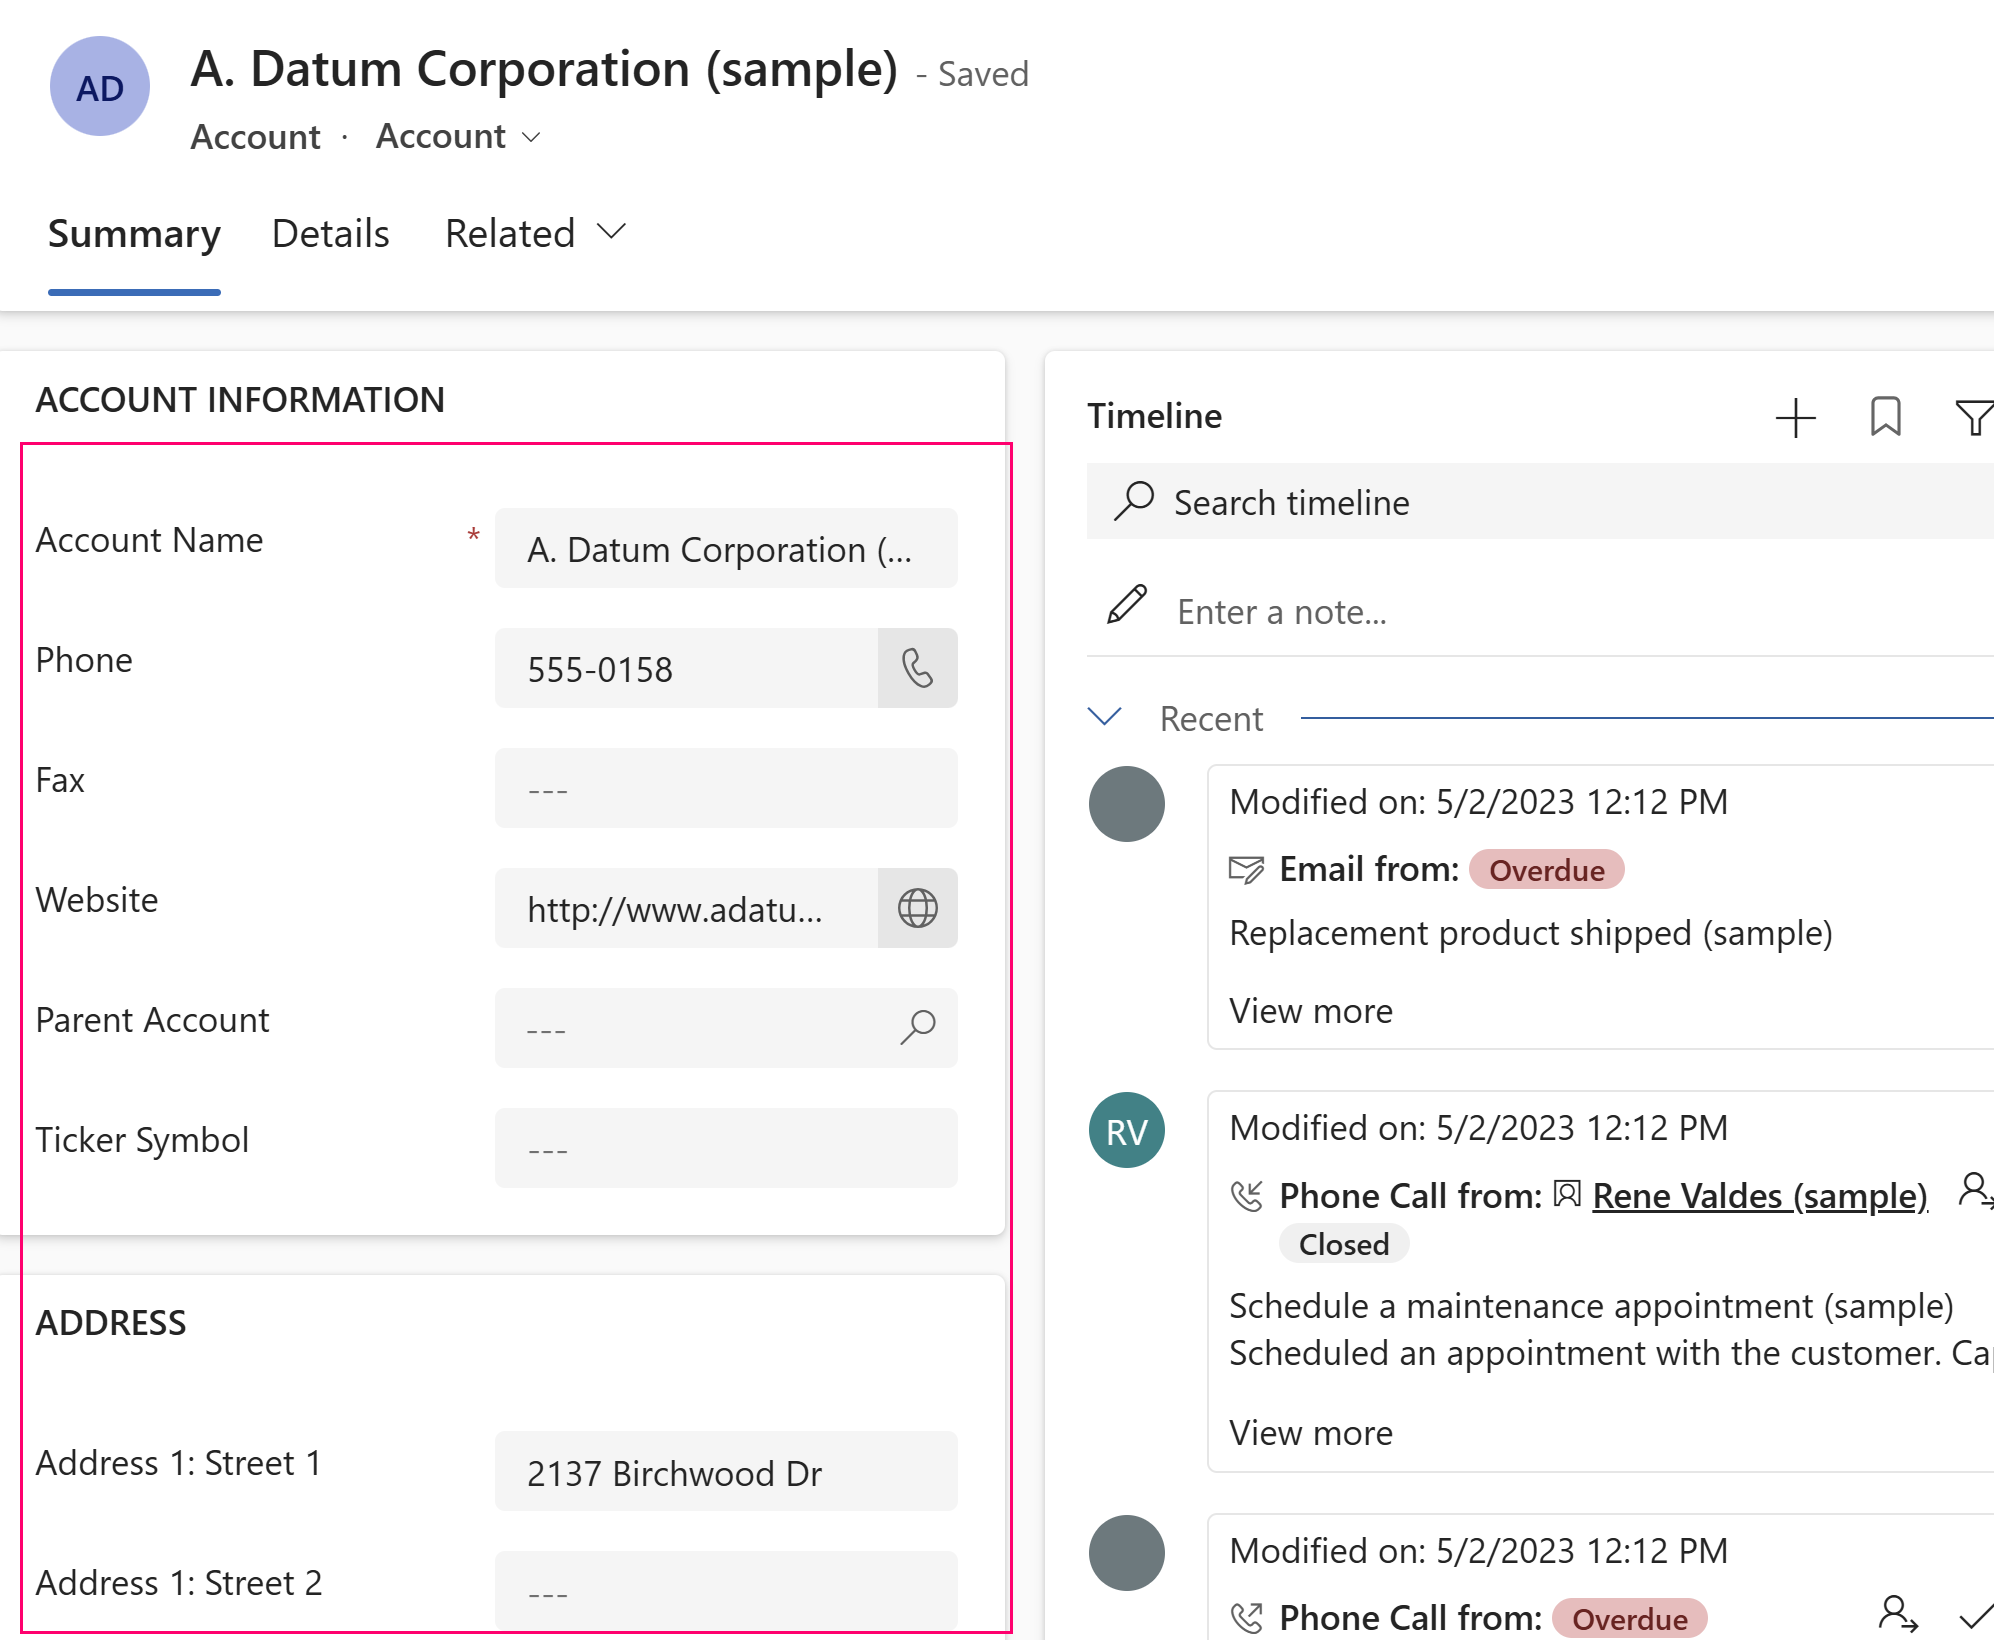 AD
A. Datum Corporation (sample) - Saved
Account · Account
Summary Details Related
ACCOUNT INFORMATION
Account Name * A. Datum Corporation (...
Phone 555-0158
Fax ---
Website http://www.adatu...
Parent Account ---
Ticker Symbol ---
ADDRESS
Address 1: Street 1 2137 Birchwood Dr
Address 1: Street 2 ---
Timeline
Search timeline
Enter a note...
Recent
Modified on: 5/2/2023 12:12 PM
Email from: Overdue
Replacement product shipped (sample)
View more
RV
Modified on: 5/2/2023 12:12 PM
Phone Call from: Rene Valdes (sample)
Closed
Schedule a maintenance appointment (sample)
Scheduled an appointment with the customer.
View more
Modified on: 5/2/2023 12:12 PM
Phone Call from: Overdue